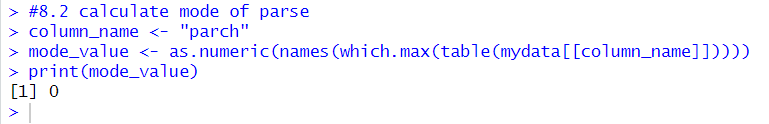 > #8.2 calculate mode of parse
> column_name <- "parch"
> mode_value <- as.numeric(names(which.max(table(mydata[[column_name]]))))
> print(mode_value)
[1] 0
>